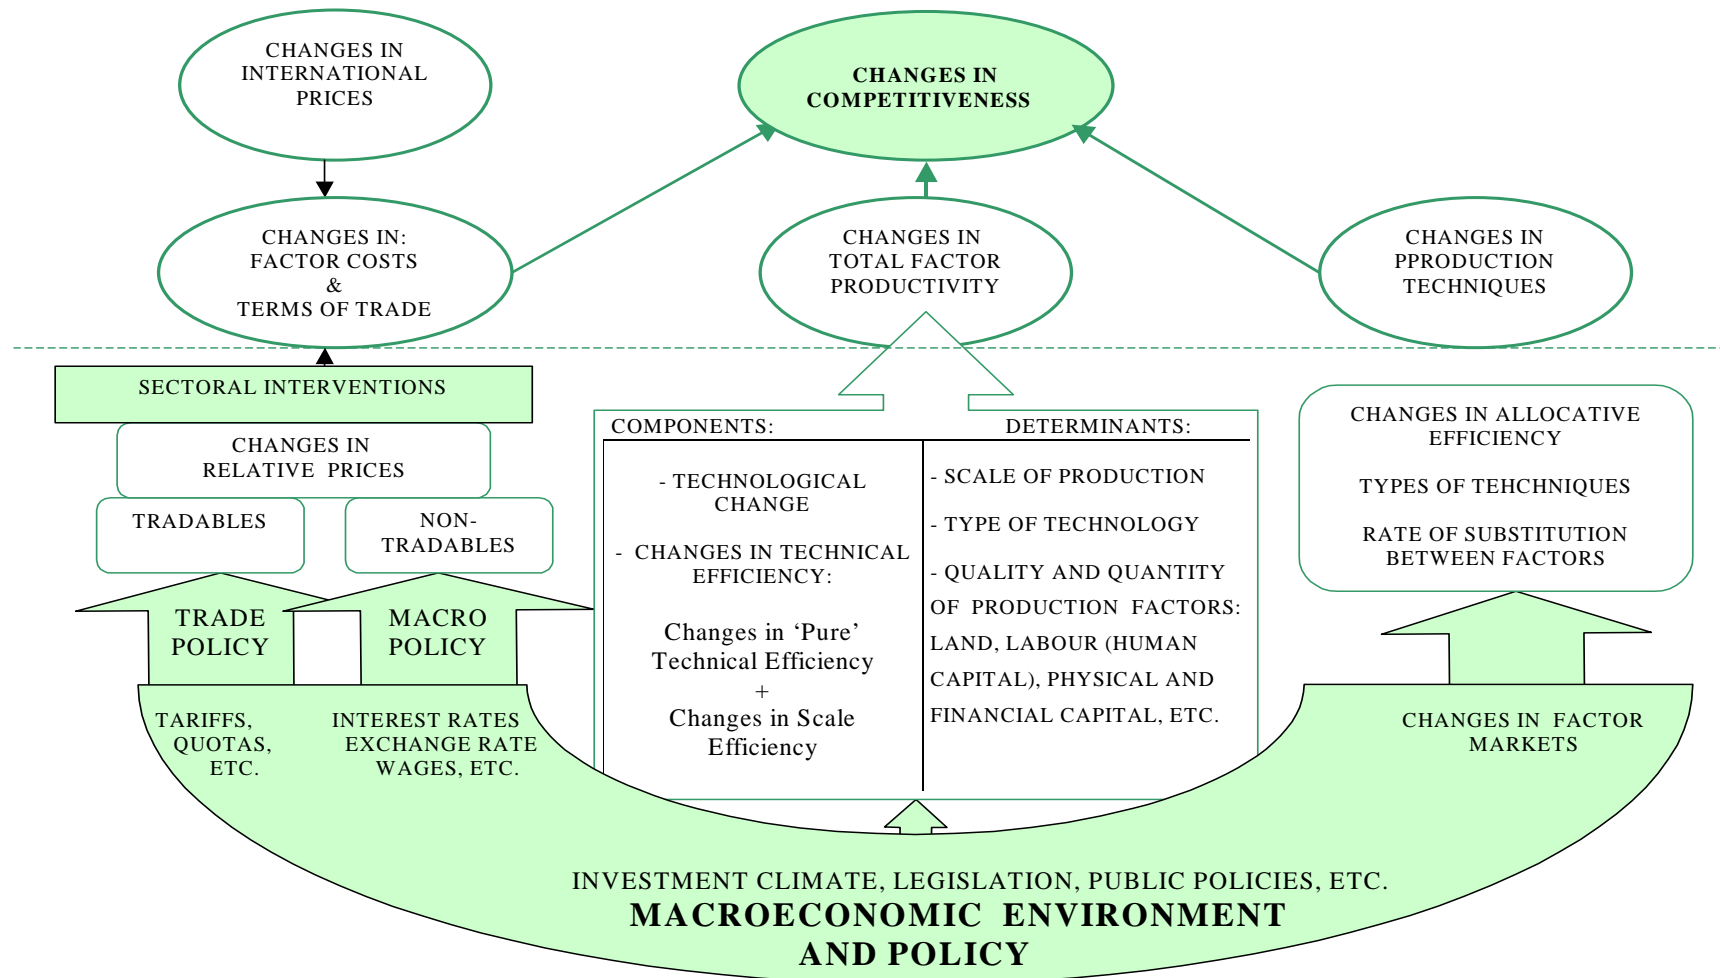 CHANGES IN
INTERNATIONAL
PRICES
CHANGES IN
COMPETITIVENESS
CHANGES IN:
FACTOR COSTS
&
TERMS OF TRADE
CHANGES IN
TOTAL FACTOR
PRODUCTIVITY
CHANGES IN
PPRODUCTION
TECHNIQUES
SECTORAL INTERVENTIONS
CHANGES IN
RELATIVE PRICES
TRADABLES
NON-
TRADABLES
TRADE
POLICY
MACRO
POLICY
TARIFFS,
QUOTAS,
ETC.
INTEREST RATES
EXCHANGE RATE
WAGES, ETC.
COMPONENTS:
- TECHNOLOGICAL
CHANGE
- CHANGES IN TECHNICAL
EFFICIENCY:
Changes in ‘Pure’
Technical Efficiency
+
Changes in Scale
Efficiency
DETERMINANTS:
- SCALE OF PRODUCTION
- TYPE OF TECHNOLOGY
- QUALITY AND QUANTITY
OF PRODUCTION FACTORS:
LAND, LABOUR (HUMAN
CAPITAL), PHYSICAL AND
FINANCIAL CAPITAL, ETC.
CHANGES IN ALLOCATIVE
EFFICIENCY
TYPES OF TEHCHNIQUES
RATE OF SUBSTITUTION
BETWEEN FACTORS
CHANGES IN FACTOR
MARKETS
INVESTMENT CLIMATE, LEGISLATION, PUBLIC POLICIES, ETC.
MACROECONOMIC ENVIRONMENT
AND POLICY